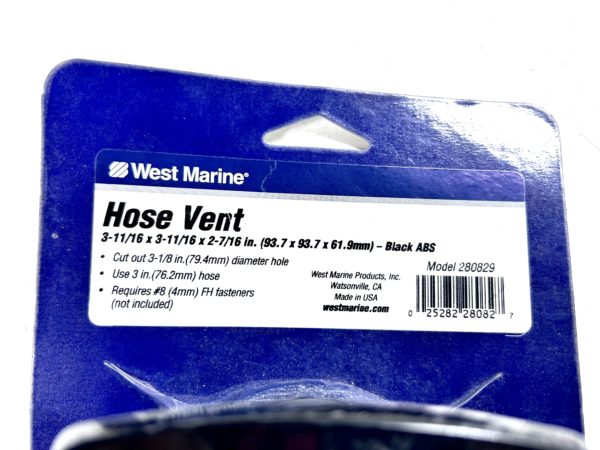 West Marine®
Hose Vent
3-11/16 x 3-11/16 x 2-7/16 in. (93.7 x 93.7 x 61.9mm) – Black ABS
• Cut out 3-1/8 in.(79.4mm) diameter hole
• Use 3 in.(76.2mm) hose
• Requires #8 (4mm) FH fasteners
(not included)
West Marine Products, Inc.
Watsonville, CA
Made in USA
westmarine.com
Model 280829
0 25282 28082 7